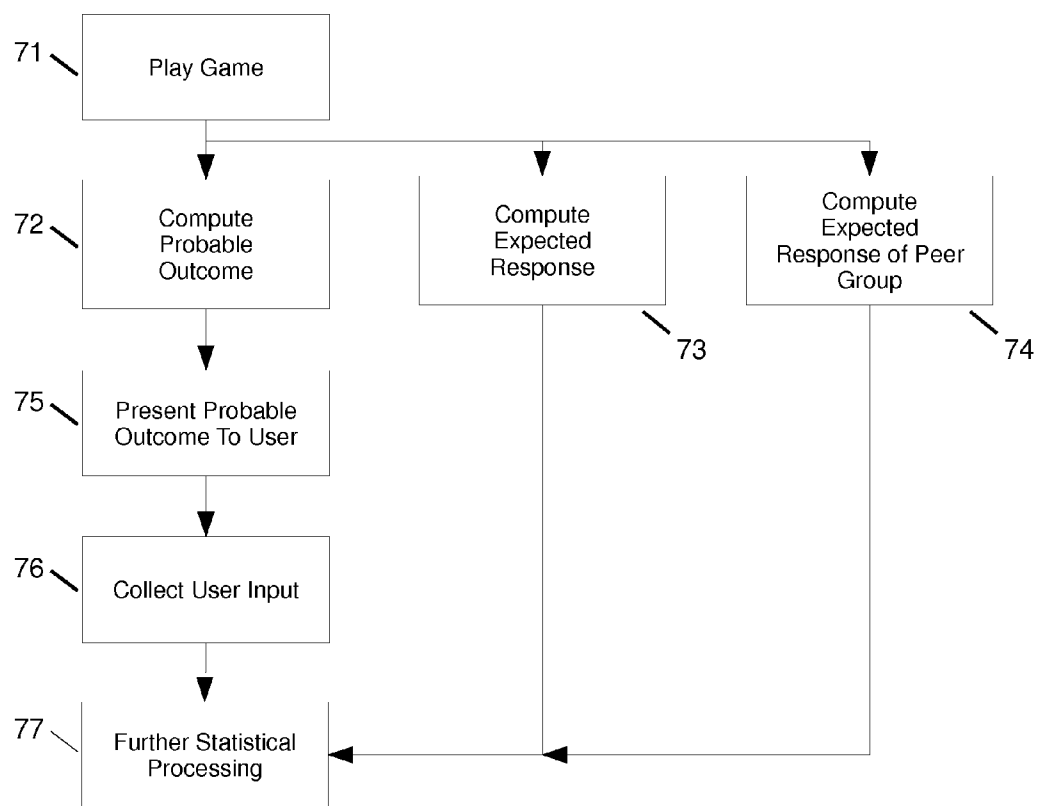 71
Play Game
72
Compute
Probable
Outcome
Compute
Expected
Response
73
Compute
Expected
Response of Peer
Group
74
75
Present Probable
Outcome To User
76
Collect User Input
77
Further Statistical
Processing